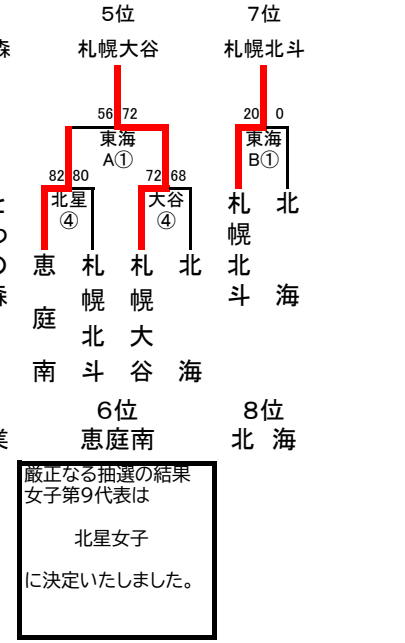 5位 7位
森 札幌大谷 札幌北斗
56 72 20 0
東海 東海
A① B①
82 80 72 68
北星 大谷
④ ④
恵庭南 札幌北斗 札幌大谷 北海 札幌北斗 北海
の
森
6位 8位
業 恵庭南 北海
厳正なる抽選の結果
女子第9代表は
北星女子
に決定いたしました。